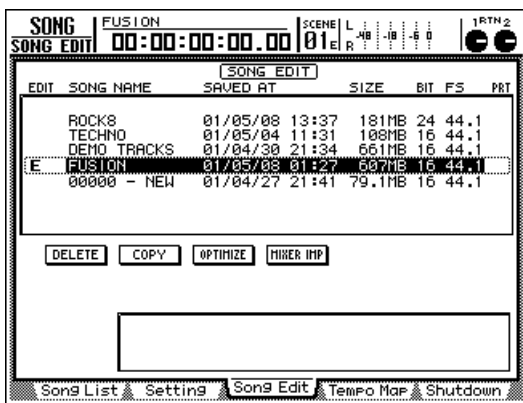 SONG FUSION SCENE L 1RTN2
SONG EDIT 00:00:00:00.00 01E R -48 -18 -6 0
SONG EDIT
EDIT SONG NAME SAVED AT SIZE BIT FS PRT
ROCK8 01/05/08 13:37 181MB 24 44.1
TECHNO 01/05/04 11:31 108MB 16 44.1
DEMO TRACKS 01/04/30 21:34 661MB 16 44.1
E FUSION 01/05/08 01:27 607MB 16 44.1
00000 - NEW 01/04/27 21:41 79.1MB 16 44.1
DELETE COPY OPTIMIZE MIXER IMP
Song List Setting Song Edit Tempo Map Shutdown